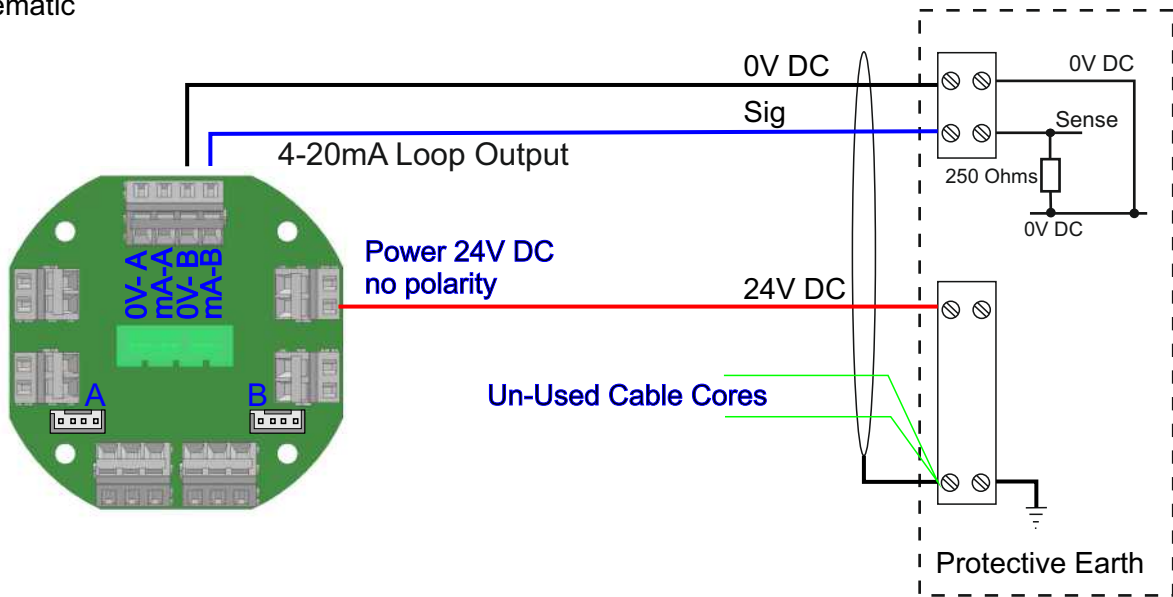 ematic
0V DC
0V DC
Sig
Sense
4-20mA Loop Output
250 Ohms
0V DC
0V- A
mA-A
0V- B
mA-B
Power 24V DC
no polarity
24V DC
A
B
Un-Used Cable Cores
Protective Earth